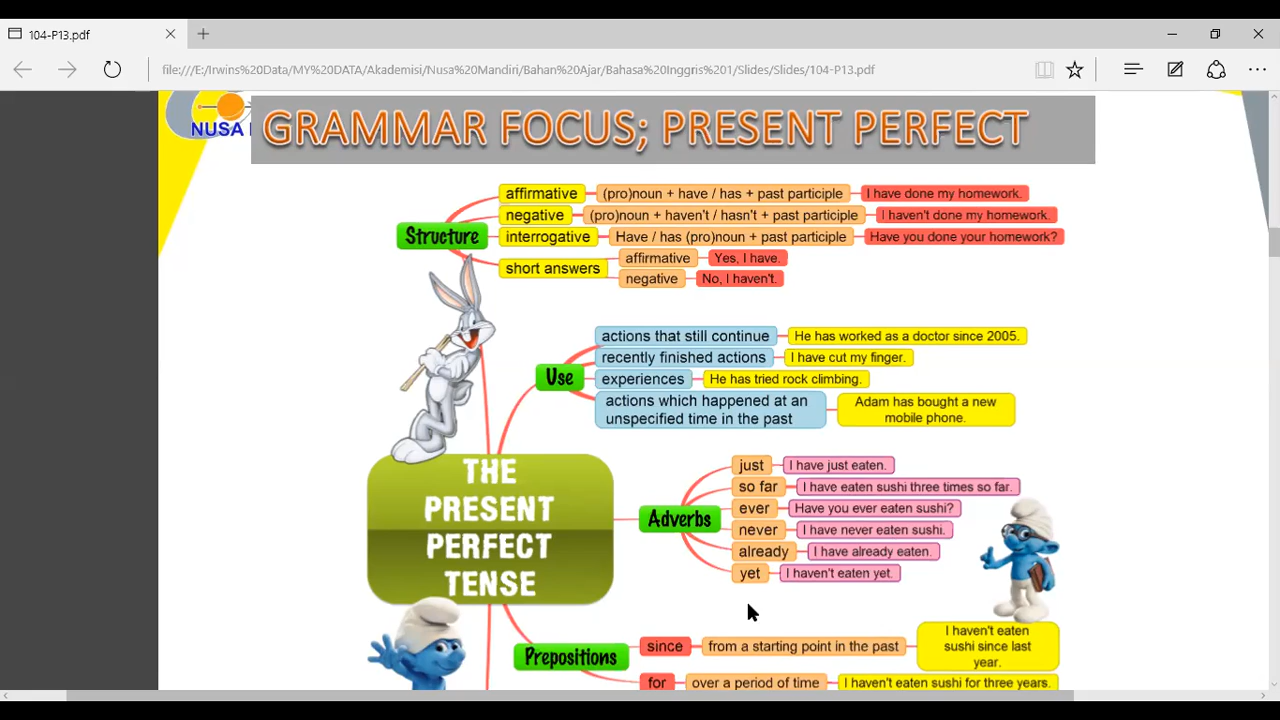 104-P13.pdf
file:///E:/Irwins%20Data/MY%20DATA/Akademisi/Nusa%20Mandiri/Bahan%20Ajar/Bahasa%20Inggris%201/Slides/Slides/104-P13.pdf
NUSA
GRAMMAR FOCUS; PRESENT PERFECT
Structure
affirmative (pro)noun + have / has + past participle I have done my homework.
negative (pro)noun + haven't / hasn't + past participle I haven't done my homework.
interrogative Have / has (pro)noun + past participle Have you done your homework?
short answers
affirmative Yes, I have.
negative No, I haven't.
Use
actions that still continue He has worked as a doctor since 2005.
recently finished actions I have cut my finger.
experiences He has tried rock climbing.
actions which happened at an
unspecified time in the past
Adam has bought a new
mobile phone.
THE
PRESENT
PERFECT
TENSE
Adverbs
just I have just eaten.
so far I have eaten sushi three times so far.
ever Have you ever eaten sushi?
never I have never eaten sushi.
already I have already eaten.
yet I haven't eaten yet.
Prepositions
since from a starting point in the past
I haven't eaten
sushi since last
year.
for over a period of time I haven't eaten sushi for three years.